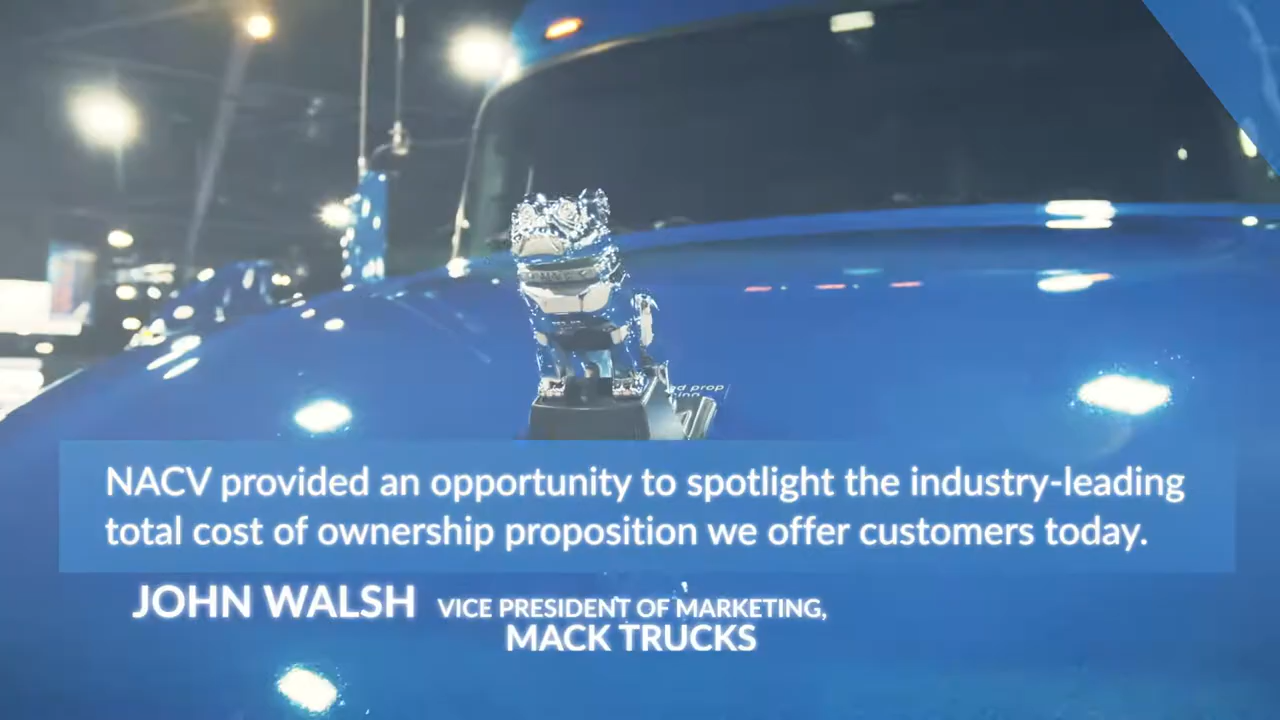 NACV provided an opportunity to spotlight the industry-leading
total cost of ownership proposition we offer customers today.
JOHN WALSH VICE PRESIDENT OF MARKETING,
MACK TRUCKS